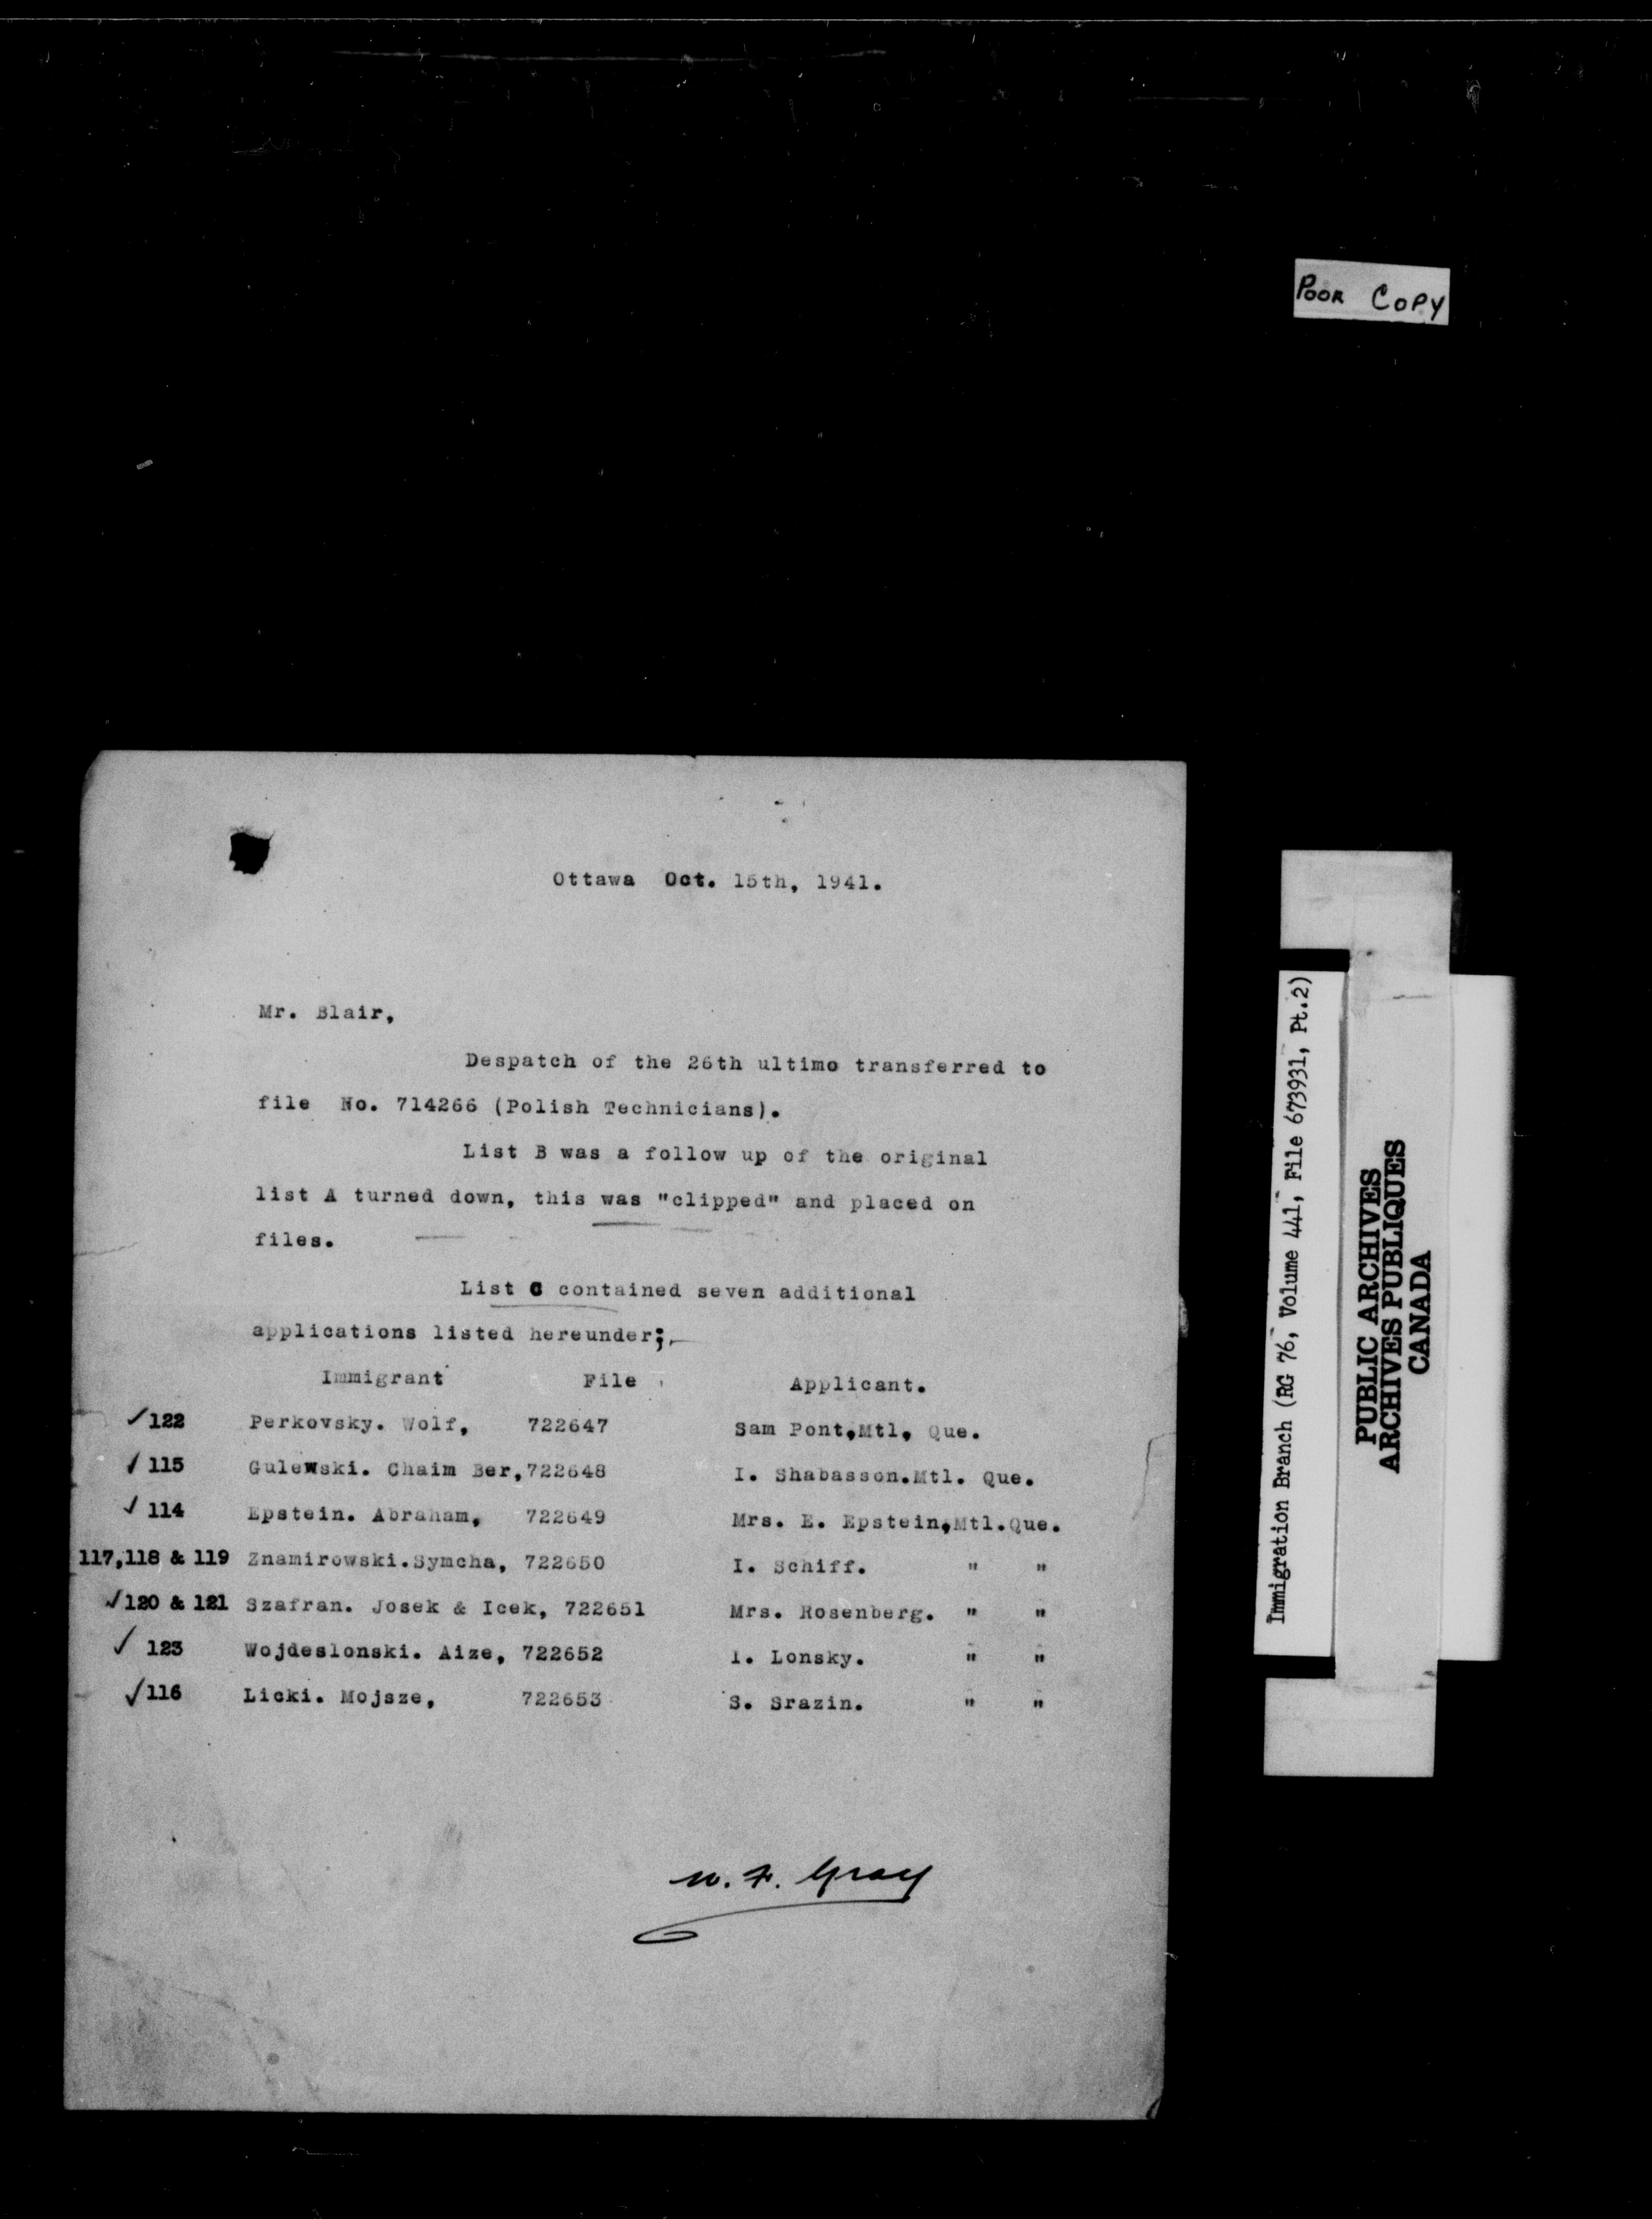 POOR COPY
Ottawa Oct. 15th, 1941.
Mr. Blair,
Despatch of the 26th ultimo transferred to
file No. 714266 (Polish Technicians).
List B was a follow up of the original
list A turned down, this was "clipped" and placed on
files.
List C contained seven additional
applications listed hereunder;
Immigrant File Applicant.
✓122 Perkovsky. Wolf, 722647 Sam Pont,Mtl, Que.
✓115 Gulewski. Chaim Ber,722648 I. Shabasson.Mtl. Que.
✓114 Epstein. Abraham, 722649 Mrs. E. Epstein,Mtl.Que.
117,118 & 119 Znamirowski.Symcha, 722650 I. Schiff. " "
✓120 & 121 Szafran. Josek & Icek, 722651 Mrs. Rosenberg. " "
✓123 Wojdeslonski. Aize, 722652 I. Lonsky. " "
✓116 Licki. Mojsze, 722653 S. Srazin. " "
W. F. Gray
Immigration Branch (RG 76, Volume 441, File 673931, Pt.2)
PUBLIC ARCHIVES
ARCHIVES PUBLIQUES
CANADA